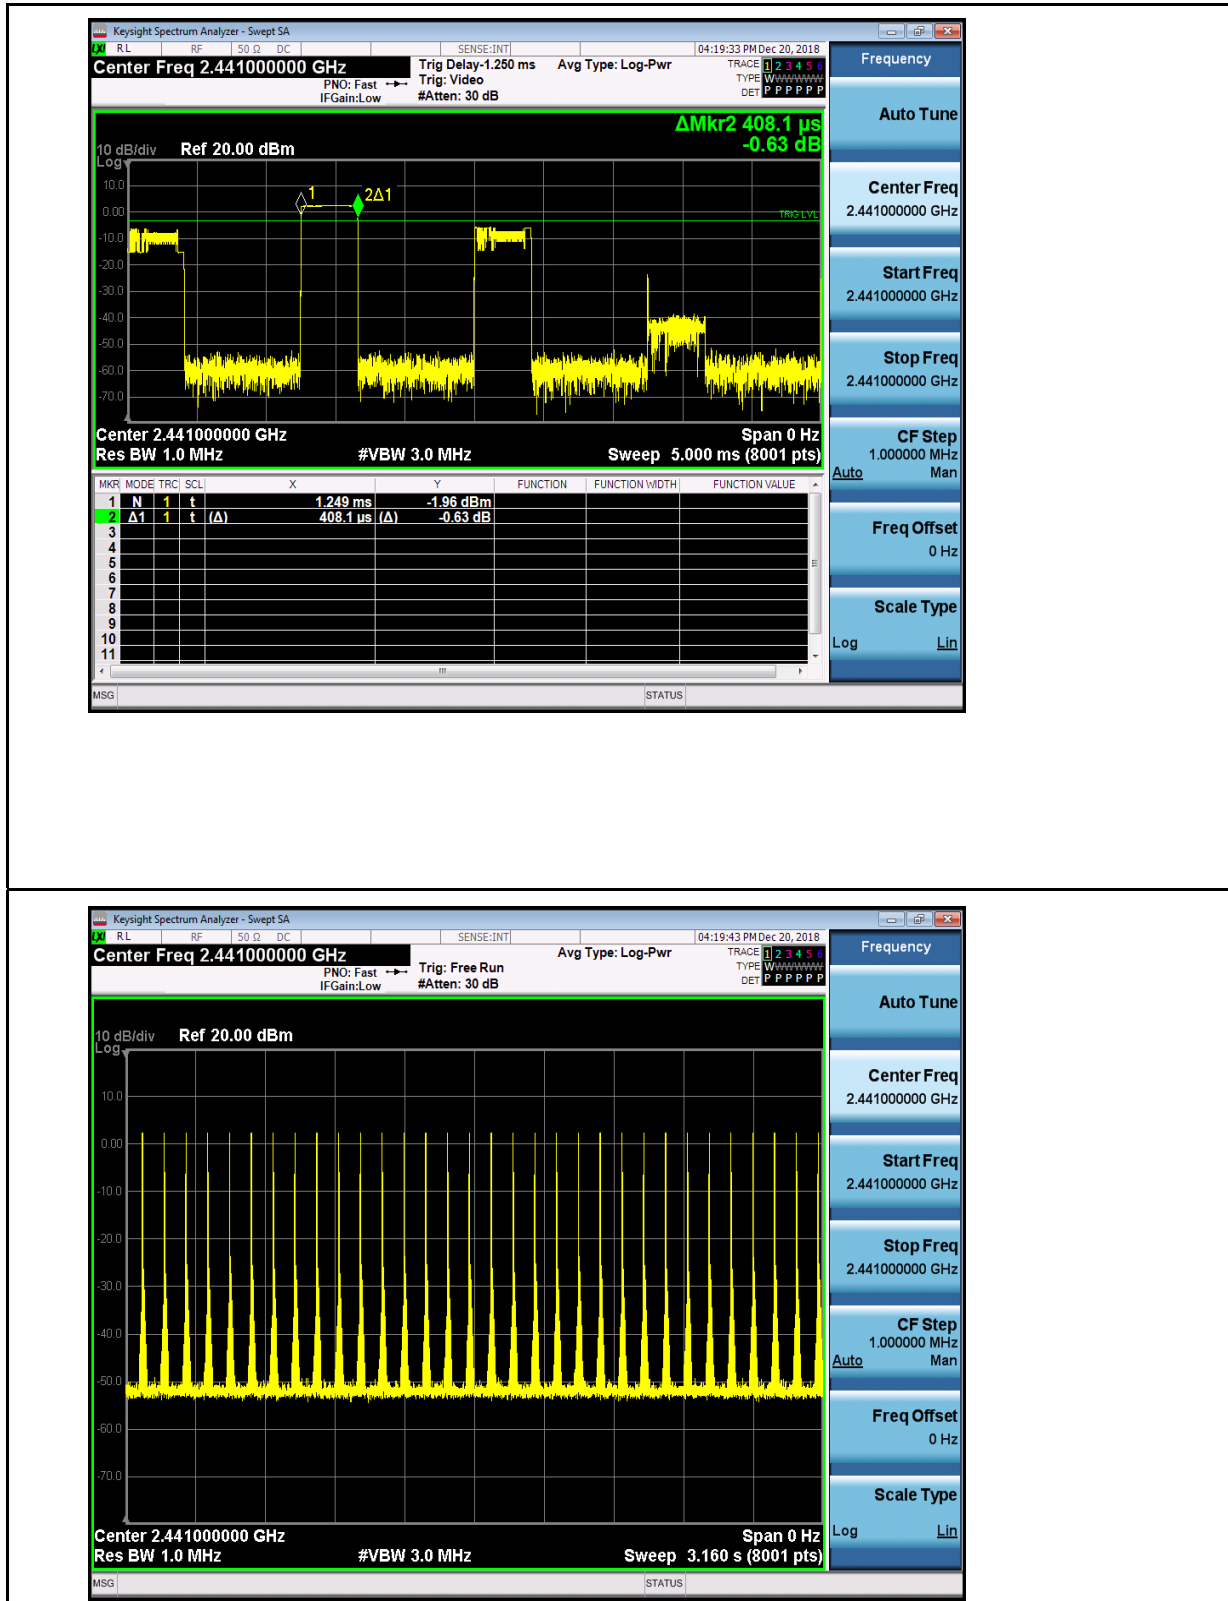 Keysight Spectrum Analyzer - Swept SA
LXI RL RF 50 Ω DC SENSE:INT 04:19:33 PM Dec 20, 2018
Center Freq 2.441000000 GHz
PNO: Fast
IFGain:Low
Trig Delay-1.250 ms
Trig: Video
#Atten: 30 dB
Avg Type: Log-Pwr
TRACE 1 2 3 4 5 6
TYPE WWWWWW
DET P P P P P P
ΔMkr2 408.1 µs
-0.63 dB
10 dB/div Ref 20.00 dBm
Log
10.0
0.00
-10.0
-20.0
-30.0
-40.0
-50.0
-60.0
-70.0
1
2Δ1
TRIG LVL
Center 2.441000000 GHz Span 0 Hz
Res BW 1.0 MHz #VBW 3.0 MHz Sweep 5.000 ms (8001 pts)
MKR MODE TRC SCL X Y FUNCTION FUNCTION WIDTH FUNCTION VALUE
1 N 1 t 1.249 ms -1.96 dBm
2 Δ1 1 t (Δ) 408.1 µs (Δ) -0.63 dB
3
4
5
6
7
8
9
10
11
MSG STATUS
Frequency
Auto Tune
Center Freq
2.441000000 GHz
Start Freq
2.441000000 GHz
Stop Freq
2.441000000 GHz
CF Step
1.000000 MHz
Auto Man
Freq Offset
0 Hz
Scale Type
Log Lin
Keysight Spectrum Analyzer - Swept SA
LXI RL RF 50 Ω DC SENSE:INT 04:19:43 PM Dec 20, 2018
Center Freq 2.441000000 GHz
PNO: Fast
IFGain:Low
Trig: Free Run
#Atten: 30 dB
Avg Type: Log-Pwr
TRACE 1 2 3 4 5 6
TYPE WWWWWW
DET P P P P P P
10 dB/div Ref 20.00 dBm
Log
10.0
0.00
-10.0
-20.0
-30.0
-40.0
-50.0
-60.0
-70.0
Center 2.441000000 GHz Span 0 Hz
Res BW 1.0 MHz #VBW 3.0 MHz Sweep 3.160 s (8001 pts)
MSG STATUS
Frequency
Auto Tune
Center Freq
2.441000000 GHz
Start Freq
2.441000000 GHz
Stop Freq
2.441000000 GHz
CF Step
1.000000 MHz
Auto Man
Freq Offset
0 Hz
Scale Type
Log Lin